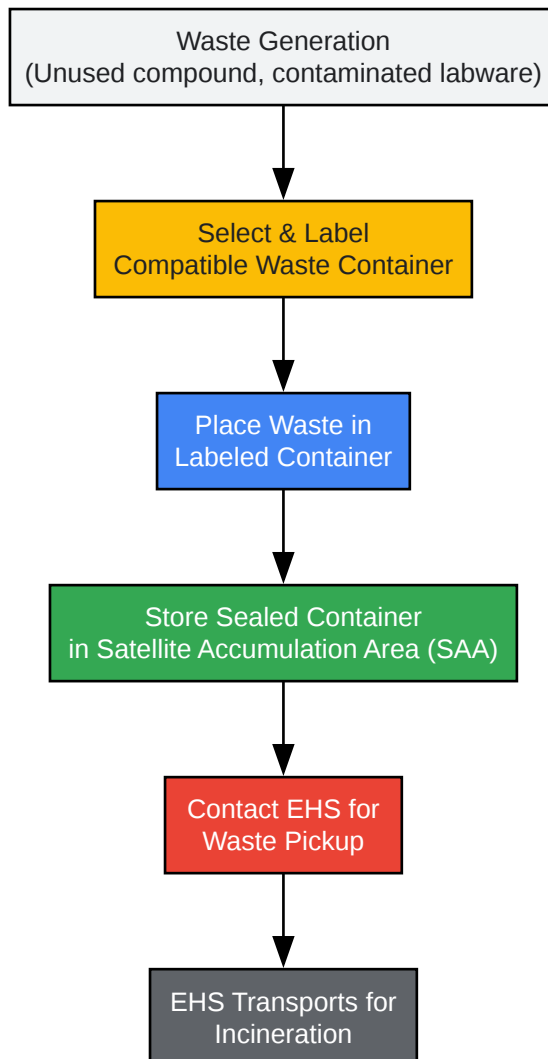 Waste Generation
(Unused compound, contaminated labware)
Select & Label
Compatible Waste Container
Place Waste in
Labeled Container
Store Sealed Container
in Satellite Accumulation Area (SAA)
Contact EHS for
Waste Pickup
EHS Transports for
Incineration